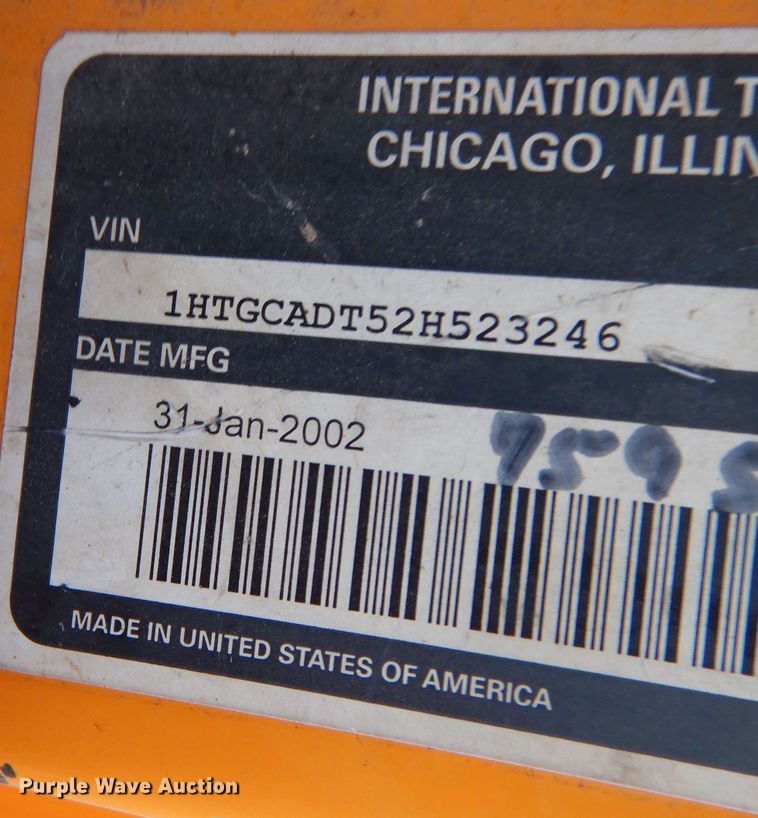 INTERNATIONAL T
CHICAGO, ILLIN
VIN
1HTGCADT52H523246
DATE MFG
31-Jan-2002
9595
MADE IN UNITED STATES OF AMERICA
Purple Wave Auction